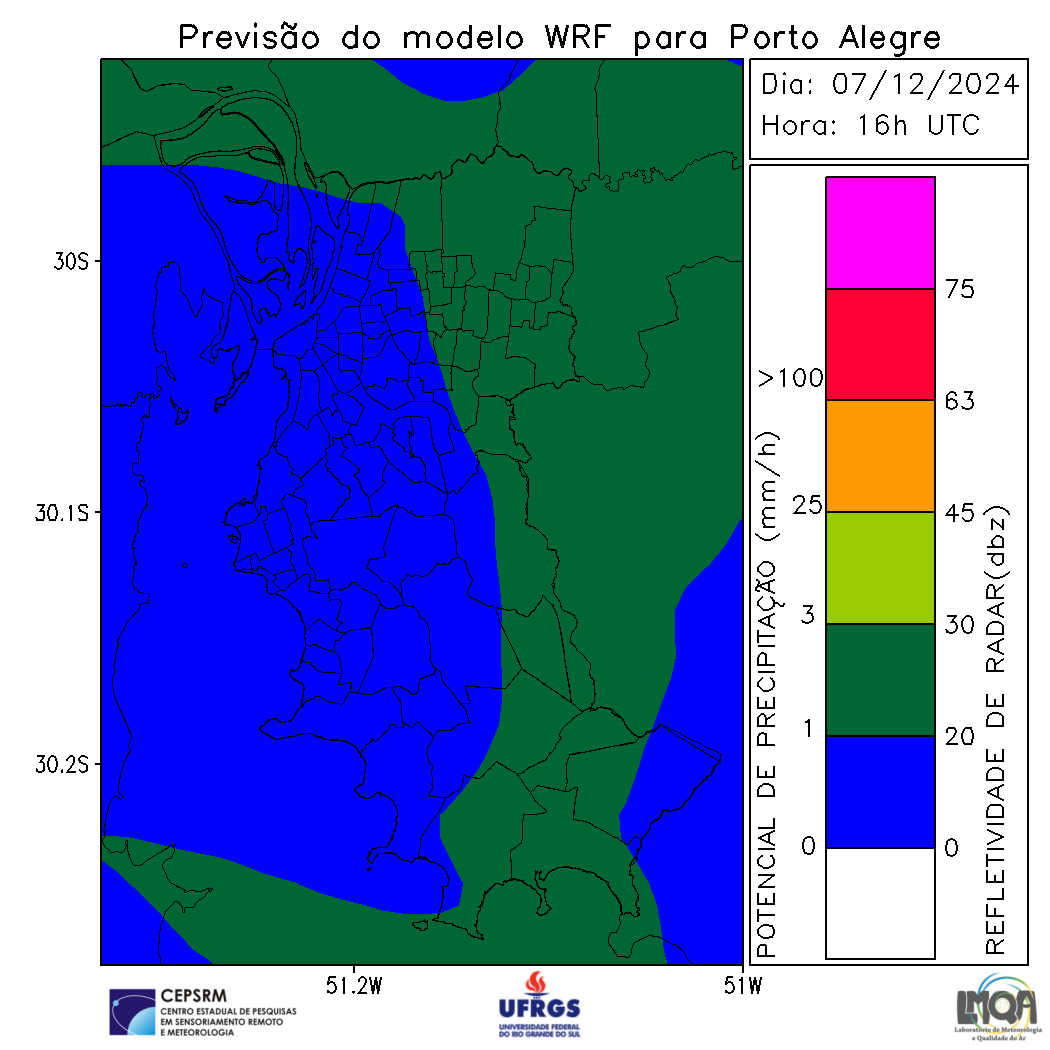 Previsão do modelo WRF para Porto Alegre
Dia: 07/12/2024
Hora: 16h UTC
30S
30.1S
30.2S
51.2W
51W
POTENCIAL DE PRECIPITAÇÃO (mm/h)
>100
25
3
1
0
75
63
45
30
20
0
REFLETIVIDADE DE RADAR(dbz)
CEPSRM
CENTRO ESTADUAL DE PESQUISAS
EM SENSORIAMENTO REMOTO
E METEOROLOGIA
UFRGS
UNIVERSIDADE FEDERAL
DO RIO GRANDE DO SUL
LMQA
Laboratório de Meteorologia
e Qualidade do Ar